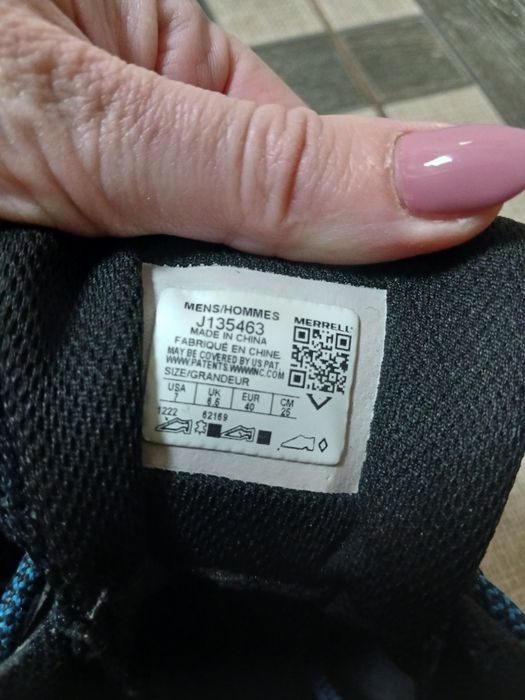 MENS/HOMMES
J135463
MERRELL
MADE IN CHINA
FABRIQUÉ EN CHINE.
MAY BE COVERED BY US PAT.
WWW.PATENTS.WWWINC.COM
SIZE/GRANDEUR
USA UK EUR CM
7 6.5 40 25
1222 62169